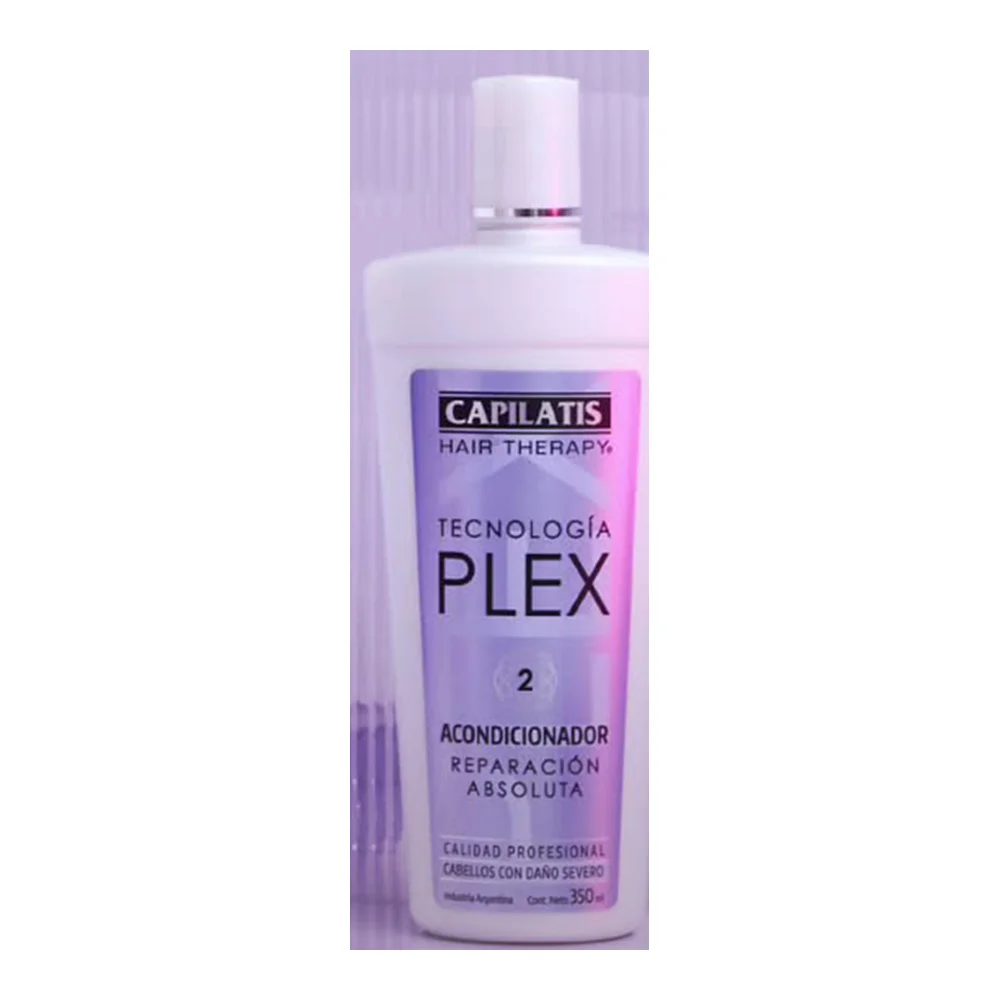 CAPILATIS
HAIR THERAPY®
TECNOLOGÍA
PLEX
2
ACONDICIONADOR
REPARACIÓN
ABSOLUTA
CALIDAD PROFESIONAL
CABELLOS CON DAÑO SEVERO
Industria Argentina Cont. Neto 350 ml